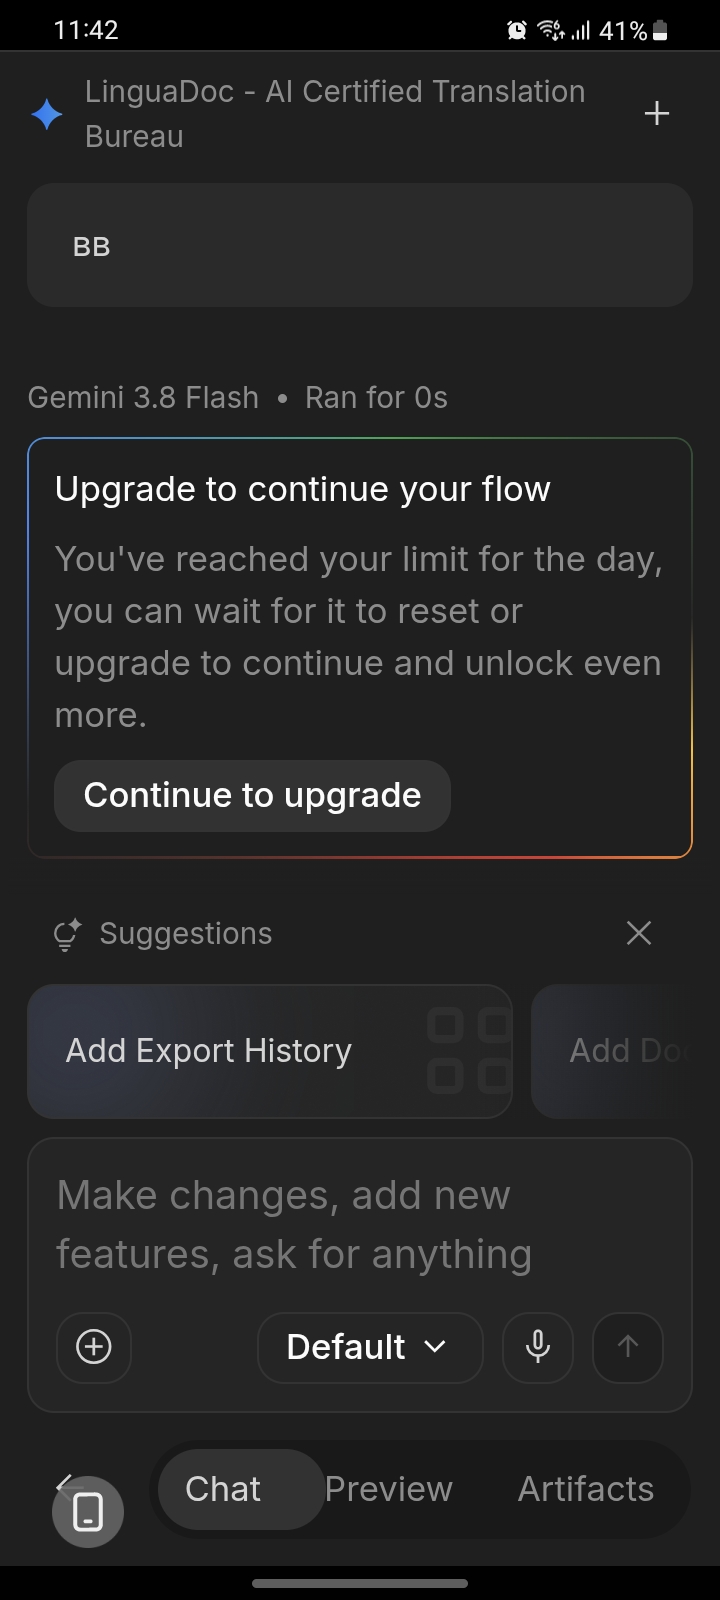 11:42
41%
LinguaDoc - AI Certified Translation
Bureau
BB
Gemini 3.8 Flash • Ran for 0s
Upgrade to continue your flow
You've reached your limit for the day,
you can wait for it to reset or
upgrade to continue and unlock even
more.
Continue to upgrade
Suggestions
Add Export History
Add Do
Make changes, add new
features, ask for anything
Default
Chat
Preview
Artifacts